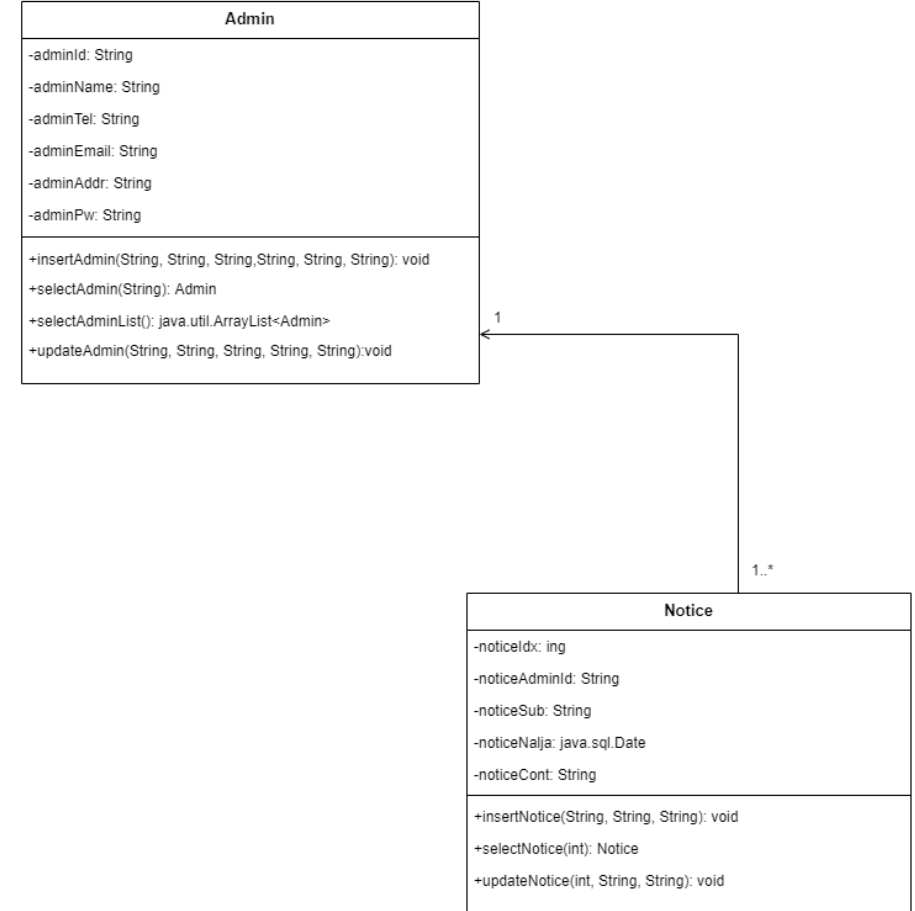 Admin
-adminId: String
-adminName: String
-adminTel: String
-adminEmail: String
-adminAddr: String
-adminPw: String
+insertAdmin(String, String, String,String, String, String): void
+selectAdmin(String): Admin
+selectAdminList(): java.util.ArrayList<Admin>
+updateAdmin(String, String, String, String, String):void
1
1..*
Notice
-noticeIdx: ing
-noticeAdminId: String
-noticeSub: String
-noticeNalja: java.sql.Date
-noticeCont: String
+insertNotice(String, String, String): void
+selectNotice(int): Notice
+updateNotice(int, String, String): void